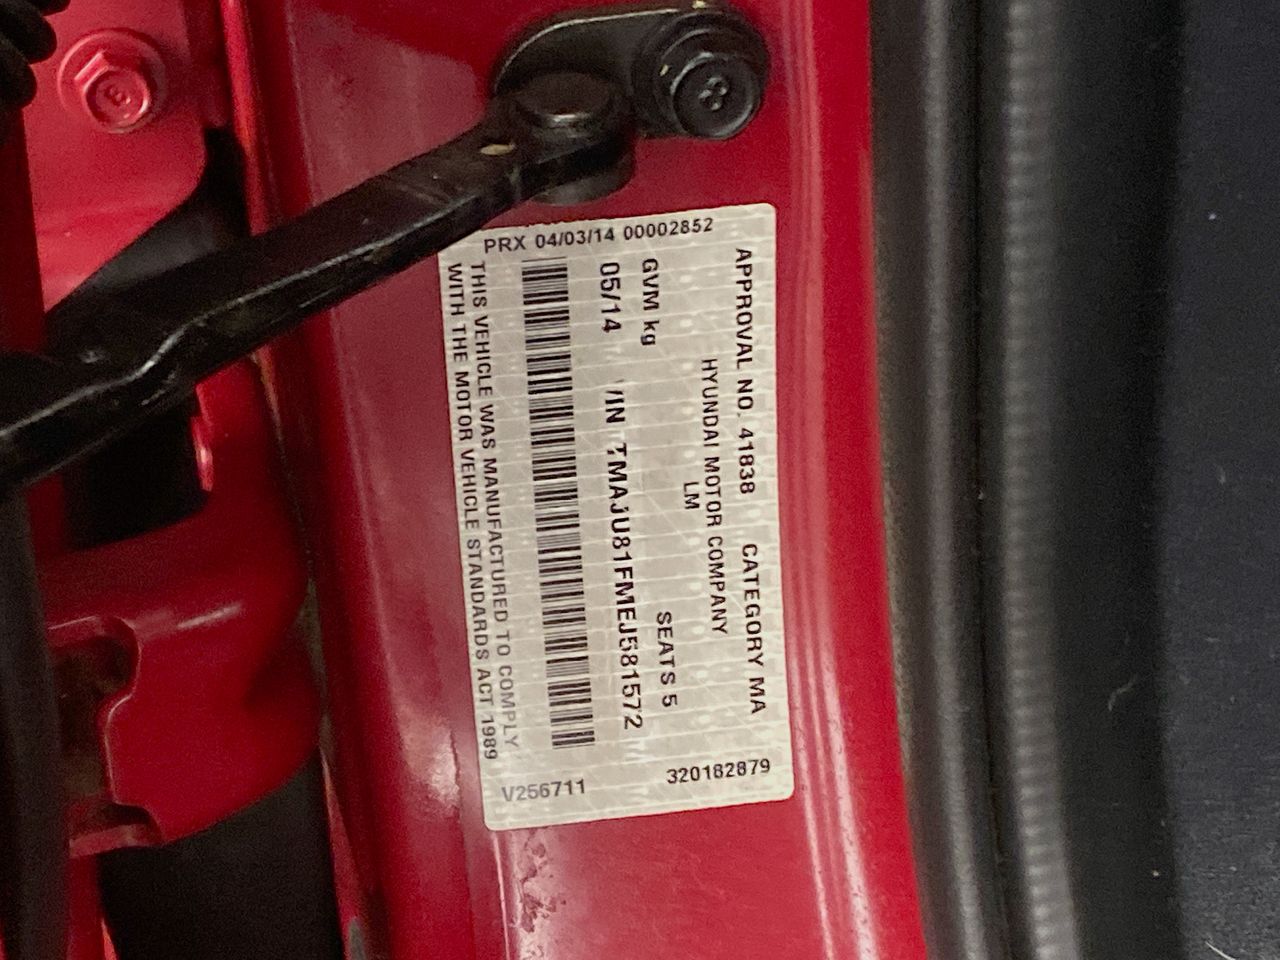 PRX 04/03/14 00002852
APPROVAL NO. 41838 CATEGORY MA
HYUNDAI MOTOR COMPANY
LM
GVM kg SEATS 5
05/14 VIN TMAJU81FMEJ581572
THIS VEHICLE WAS MANUFACTURED TO COMPLY
WITH THE MOTOR VEHICLE STANDARDS ACT 1989
V256711 320182879
8